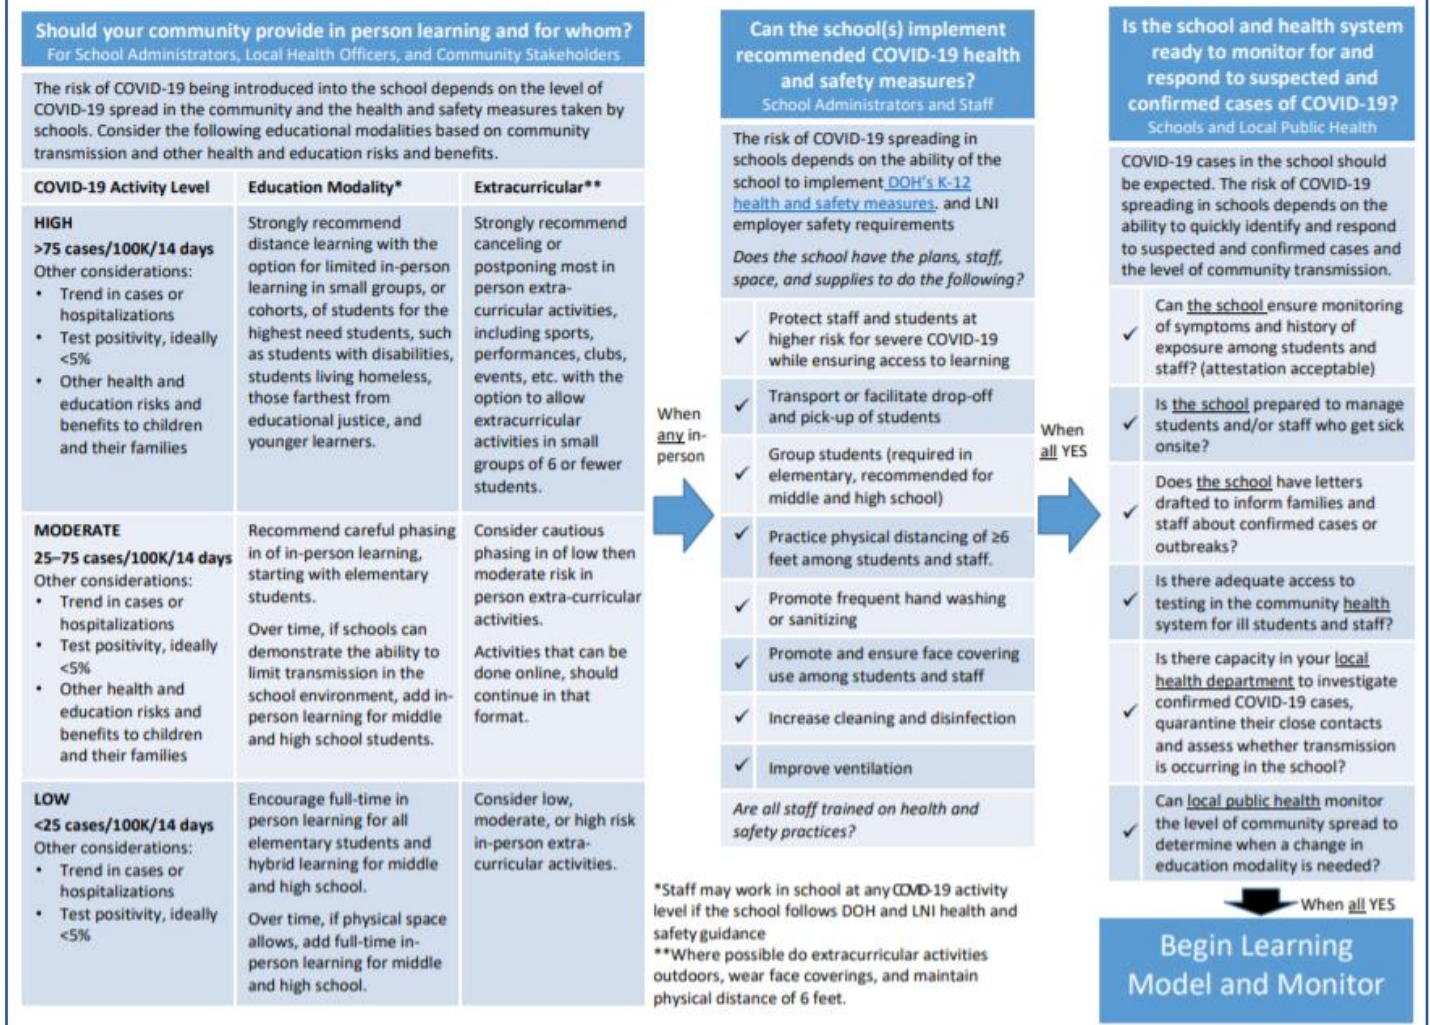 Should your community provide in person learning and for whom?
For School Administrators, Local Health Officers, and Community Stakeholders
The risk of COVID-19 being introduced into the school depends on the level of
COVID-19 spread in the community and the health and safety measures taken by
schools. Consider the following educational modalities based on community
transmission and other health and education risks and benefits.
COVID-19 Activity Level
Education Modality*
Extracurricular**
HIGH
>75 cases/100K/14 days
Other considerations:
• Trend in cases or
hospitalizations
• Test positivity, ideally
<5%
• Other health and
education risks and
benefits to children
and their families
Strongly recommend
distance learning with the
option for limited in-person
learning in small groups, or
cohorts, of students for the
highest need students, such
as students with disabilities,
students living homeless,
those farthest from
educational justice, and
younger learners.
Strongly recommend
canceling or
postponing most in
person extra-
curricular activities,
including sports,
performances, clubs,
events, etc. with the
option to allow
extracurricular
activities in small
groups of 6 or fewer
students.
MODERATE
25–75 cases/100K/14 days
Other considerations:
• Trend in cases or
hospitalizations
• Test positivity, ideally
<5%
• Other health and
education risks and
benefits to children
and their families
Recommend careful phasing
in of in-person learning,
starting with elementary
students.
Over time, if schools can
demonstrate the ability to
limit transmission in the
school environment, add in-
person learning for middle
and high school students.
Consider cautious
phasing in of low then
moderate risk in
person extra-curricular
activities.
Activities that can be
done online, should
continue in that
format.
LOW
<25 cases/100K/14 days
Other considerations:
• Trend in cases or
hospitalizations
• Test positivity, ideally
<5%
Encourage full-time in
person learning for all
elementary students and
hybrid learning for middle
and high school.
Over time, if physical space
allows, add full-time in-
person learning for middle
and high school.
Consider low,
moderate, or high risk
in-person extra-
curricular activities.
When
any in-
person
Can the school(s) implement
recommended COVID-19 health
and safety measures?
School Administrators and Staff
The risk of COVID-19 spreading in
schools depends on the ability of the
school to implement DOH's K-12
health and safety measures. and LNI
employer safety requirements
Does the school have the plans, staff,
space, and supplies to do the following?
✓ Protect staff and students at
higher risk for severe COVID-19
while ensuring access to learning
✓ Transport or facilitate drop-off
and pick-up of students
✓ Group students (required in
elementary, recommended for
middle and high school)
✓ Practice physical distancing of ≥6
feet among students and staff.
✓ Promote frequent hand washing
or sanitizing
✓ Promote and ensure face covering
use among students and staff
✓ Increase cleaning and disinfection
✓ Improve ventilation
Are all staff trained on health and
safety practices?
*Staff may work in school at any COVID-19 activity
level if the school follows DOH and LNI health and
safety guidance
**Where possible do extracurricular activities
outdoors, wear face coverings, and maintain
physical distance of 6 feet.
When
all YES
Is the school and health system
ready to monitor for and
respond to suspected and
confirmed cases of COVID-19?
Schools and Local Public Health
COVID-19 cases in the school should
be expected. The risk of COVID-19
spreading in schools depends on the
ability to quickly identify and respond
to suspected and confirmed cases and
the level of community transmission.
✓ Can the school ensure monitoring
of symptoms and history of
exposure among students and
staff? (attestation acceptable)
✓ Is the school prepared to manage
students and/or staff who get sick
onsite?
✓ Does the school have letters
drafted to inform families and
staff about confirmed cases or
outbreaks?
✓ Is there adequate access to
testing in the community health
system for ill students and staff?
✓ Is there capacity in your local
health department to investigate
confirmed COVID-19 cases,
quarantine their close contacts
and assess whether transmission
is occurring in the school?
✓ Can local public health monitor
the level of community spread to
determine when a change in
education modality is needed?
When all YES
Begin Learning
Model and Monitor